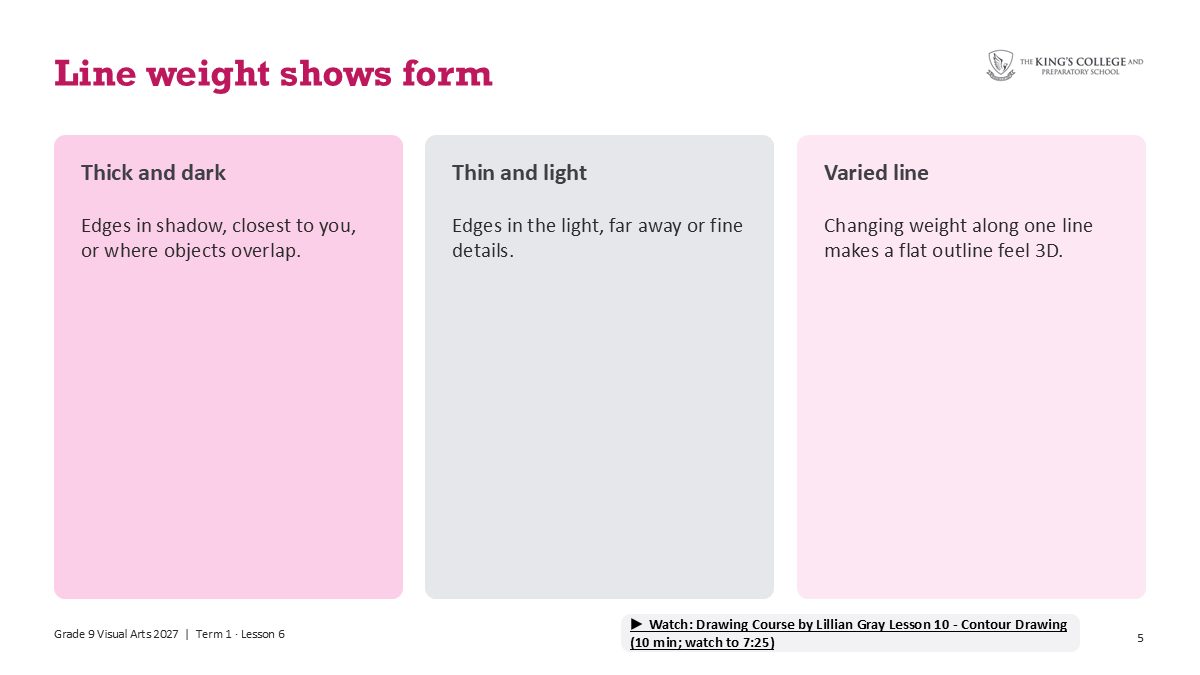 Line weight shows form
THE KING'S COLLEGE AND
PREPARATORY SCHOOL
Thick and dark
Edges in shadow, closest to you,
or where objects overlap.
Thin and light
Edges in the light, far away or fine
details.
Varied line
Changing weight along one line
makes a flat outline feel 3D.
Grade 9 Visual Arts 2027 | Term 1 · Lesson 6
▶ Watch: Drawing Course by Lillian Gray Lesson 10 - Contour Drawing
(10 min; watch to 7:25)
5